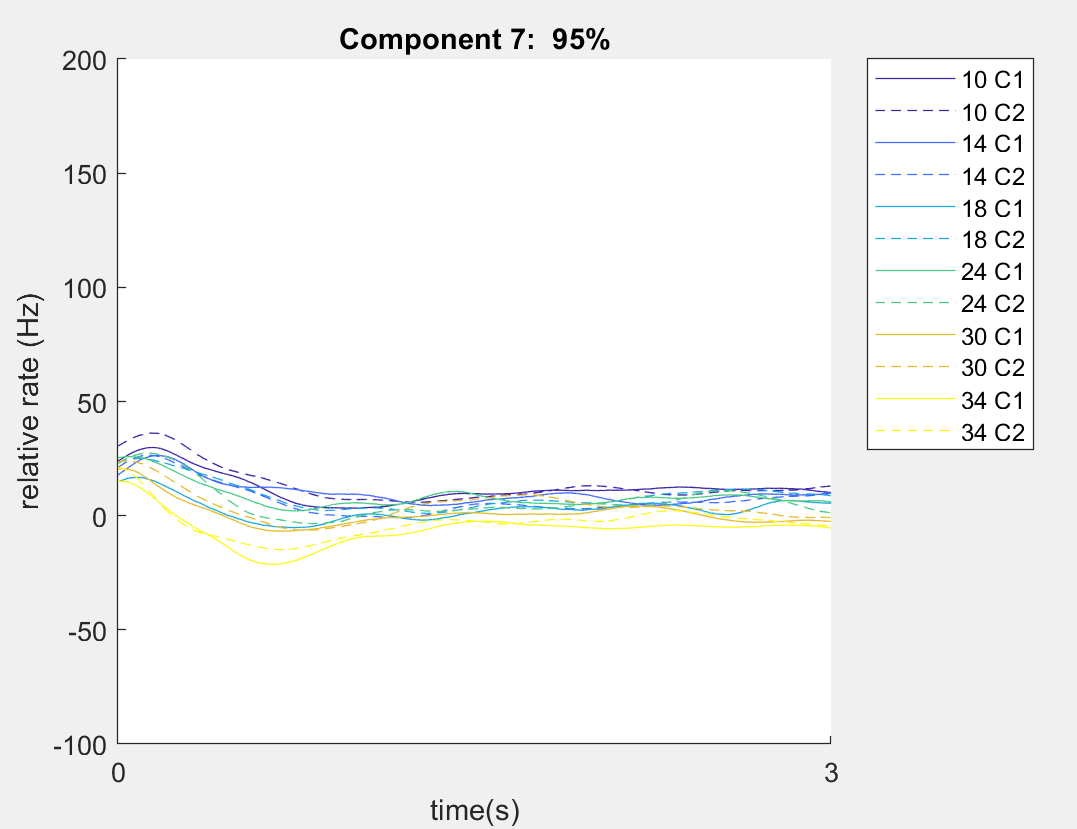 Component 7:  95%
200
150
100
50
0
-50
-100
relative rate (Hz)
0
3
time(s)
10 C1
10 C2
14 C1
14 C2
18 C1
18 C2
24 C1
24 C2
30 C1
30 C2
34 C1
34 C2